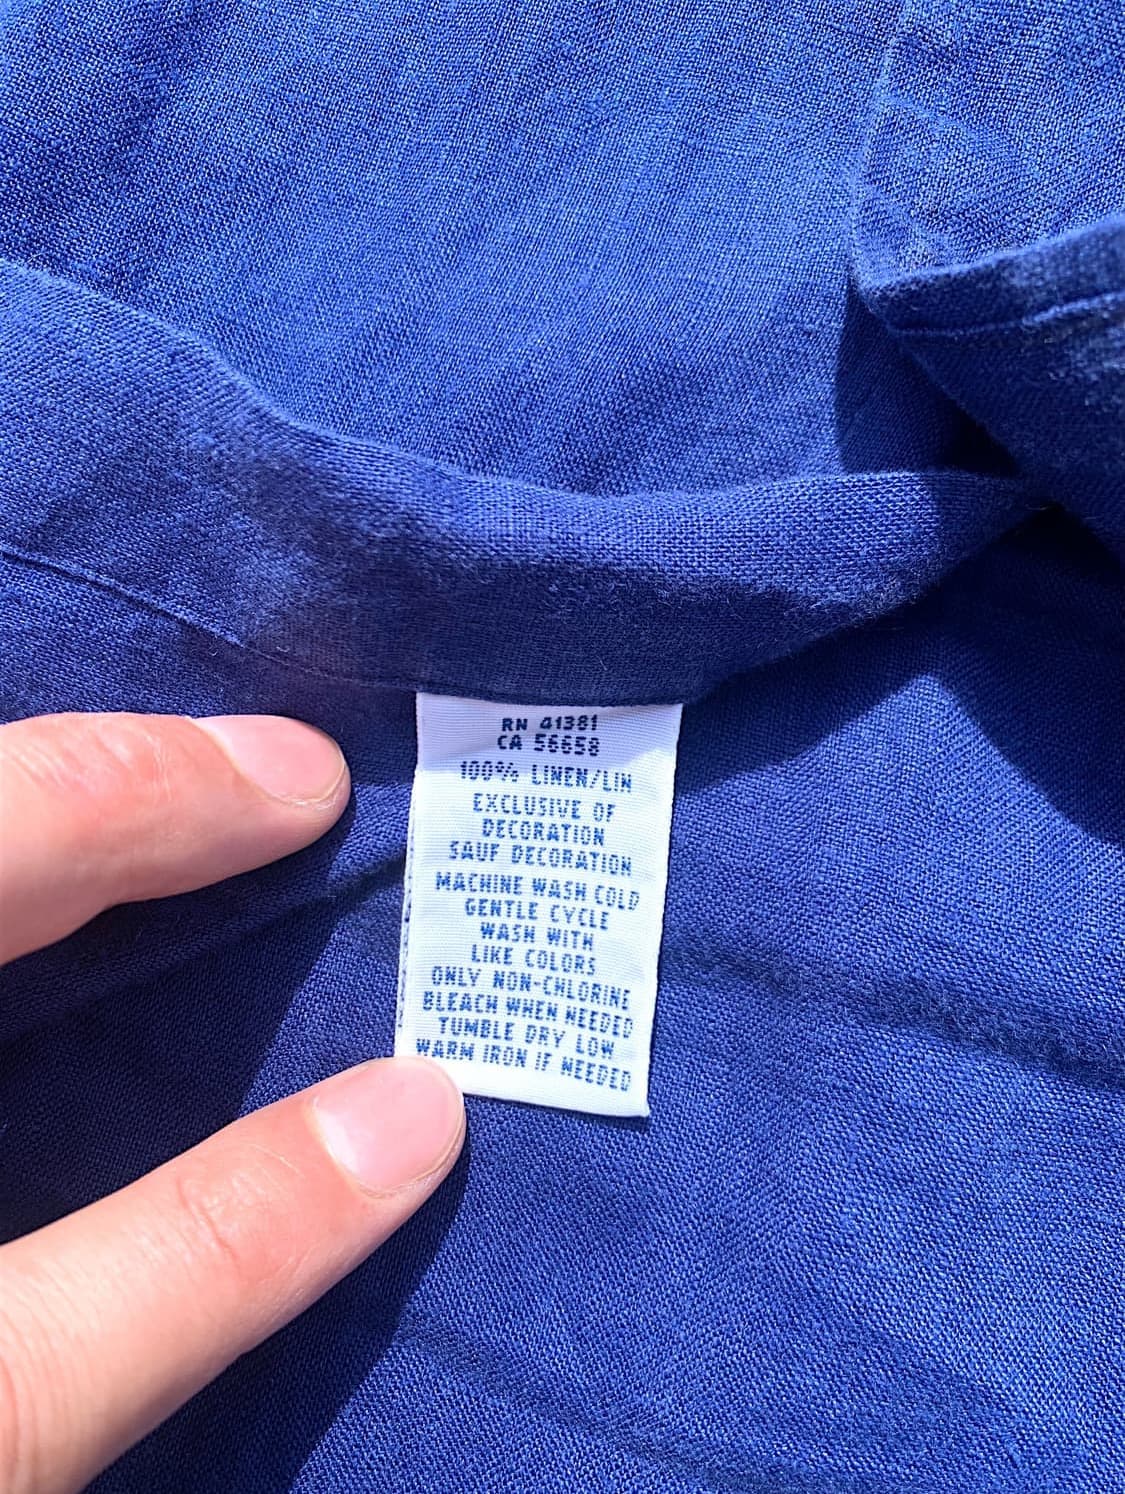 RN 41381
CA 56658
100% LINEN/LIN
EXCLUSIVE OF
DECORATION
SAUF DECORATION
MACHINE WASH COLD
GENTLE CYCLE
WASH WITH
LIKE COLORS
ONLY NON-CHLORINE
BLEACH WHEN NEEDED
TUMBLE DRY LOW
WARM IRON IF NEEDED